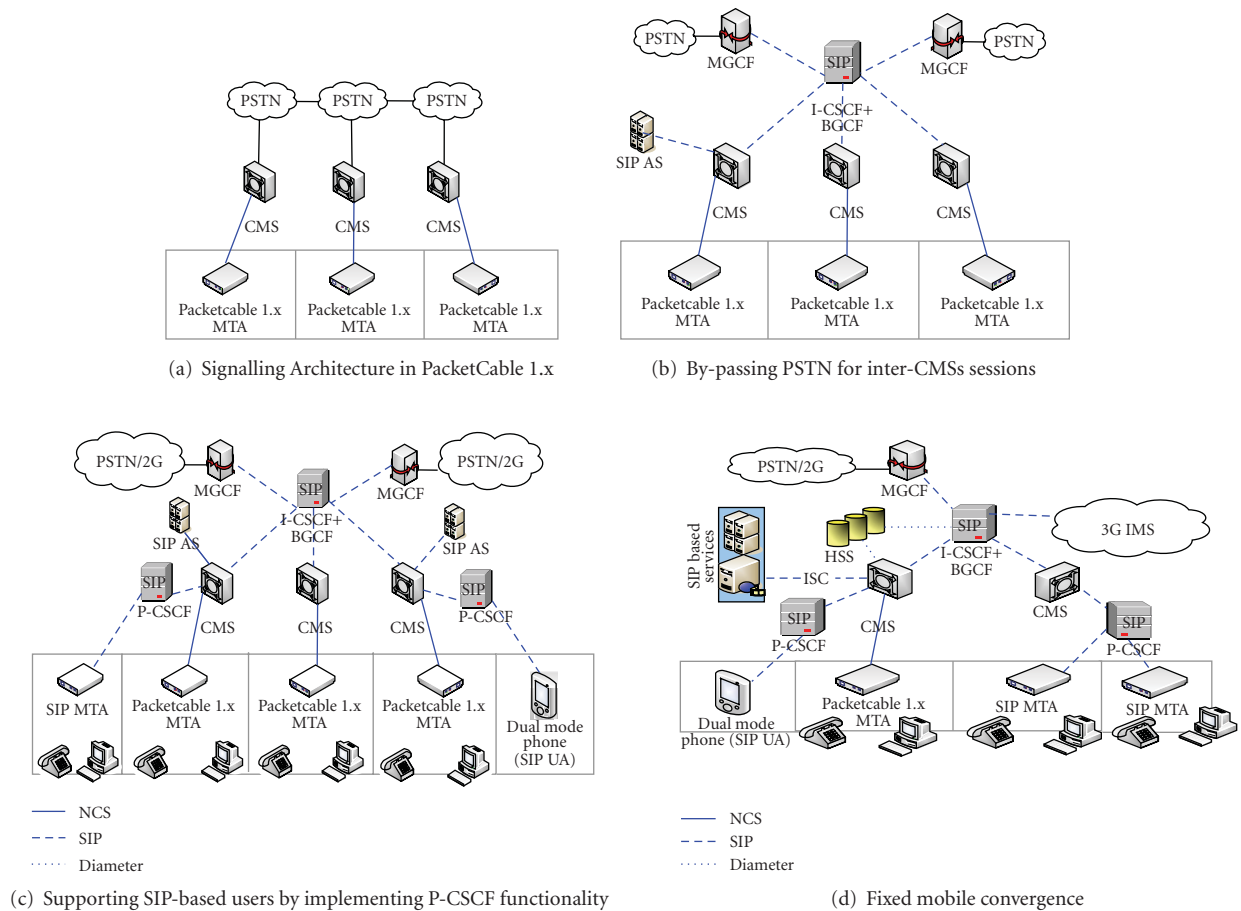 PSTN
PSTN
PSTN
CMS
CMS
CMS
Packetcable 1.x
MTA
Packetcable 1.x
MTA
Packetcable 1.x
MTA
(a) Signalling Architecture in PacketCable 1.x
PSTN
MGCF
SIP
MGCF
PSTN
I-CSCF+
BGCF
SIP AS
CMS
CMS
CMS
Packetcable 1.x
MTA
Packetcable 1.x
MTA
Packetcable 1.x
MTA
(b) By-passing PSTN for inter-CMSs sessions
PSTN/2G
MGCF
SIP
MGCF
PSTN/2G
I-CSCF+
BGCF
SIP AS
SIP AS
SIP
P-CSCF
SIP
P-CSCF
CMS
CMS
CMS
SIP MTA
Packetcable 1.x
MTA
Packetcable 1.x
MTA
Packetcable 1.x
MTA
Dual mode
phone
(SIP UA)
NCS
SIP
Diameter
(c) Supporting SIP-based users by implementing P-CSCF functionality
PSTN/2G
MGCF
SIP based
services
HSS
SIP
I-CSCF+
BGCF
3G IMS
ISC
CMS
CMS
SIP
P-CSCF
SIP
P-CSCF
Dual mode
phone (SIP UA)
Packetcable 1.x
MTA
SIP MTA
SIP MTA
NCS
SIP
Diameter
(d) Fixed mobile convergence